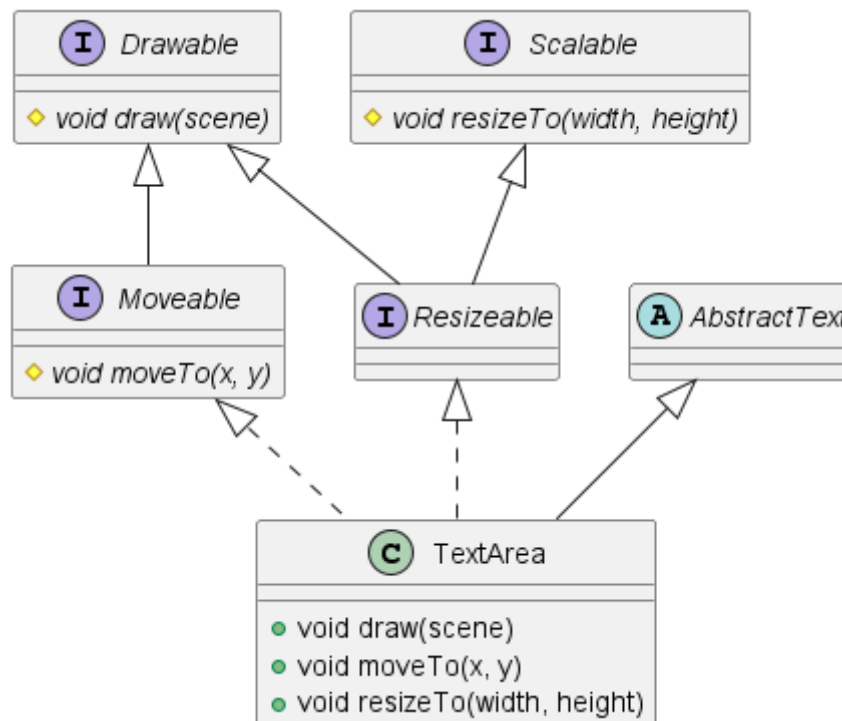 I Drawable
void draw(scene)
I Scalable
void resizeTo(width, height)
I Moveable
void moveTo(x, y)
I Resizeable
A AbstractText
C TextArea
void draw(scene)
void moveTo(x, y)
void resizeTo(width, height)